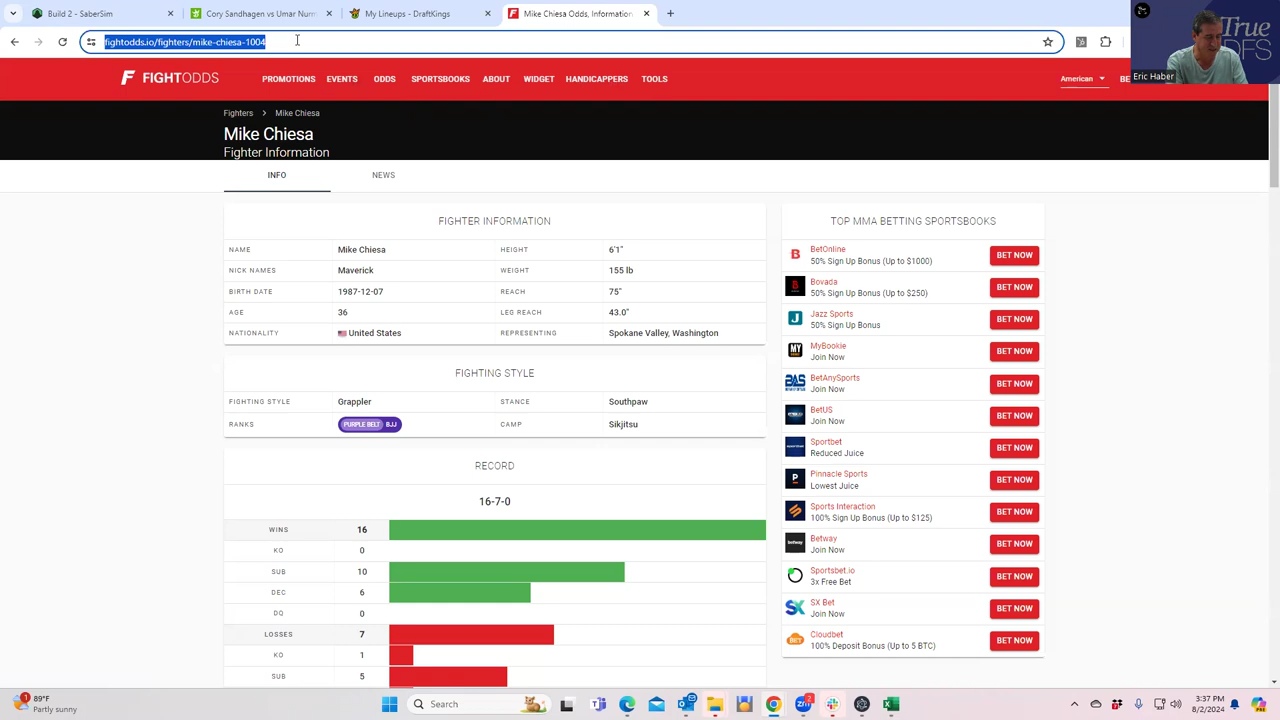 Build 2-Sim
Cory Sandhagen vs Umar Num
My Lineups - DraftKings
Mike Chiesa Odds, Information
fightodds.io/fighters/mike-chiesa-1004
True
DFS
Eric Haber
FIGHTODDS
PROMOTIONS EVENTS ODDS SPORTSBOOKS ABOUT WIDGET HANDICAPPERS TOOLS
American
BE
Fighters > Mike Chiesa
Mike Chiesa
Fighter Information
INFO NEWS
FIGHTER INFORMATION
NAME Mike Chiesa HEIGHT 6'1"
NICK NAMES Maverick WEIGHT 155 lb
BIRTH DATE 1987-12-07 REACH 75"
AGE 36 LEG REACH 43.0"
NATIONALITY United States REPRESENTING Spokane Valley, Washington
FIGHTING STYLE
FIGHTING STYLE Grappler STANCE Southpaw
RANKS PURPLE BELT BJJ CAMP Sikjitsu
RECORD
16-7-0
WINS 16
KO 0
SUB 10
DEC 6
DQ 0
LOSSES 7
KO 1
SUB 5
TOP MMA BETTING SPORTSBOOKS
BetOnline
50% Sign Up Bonus (Up to $1000)
BET NOW
Bovada
50% Sign Up Bonus (Up to $250)
BET NOW
Jazz Sports
50% Sign Up Bonus
BET NOW
MyBookie
Join Now
BET NOW
BetAnySports
Join Now
BET NOW
BetUS
Join Now
BET NOW
Sportbet
Reduced Juice
BET NOW
Pinnacle Sports
Lowest Juice
BET NOW
Sports Interaction
100% Sign Up Bonus (Up to $125)
BET NOW
Betway
Join Now
BET NOW
Sportsbet.io
3x Free Bet
BET NOW
SX Bet
Join Now
BET NOW
Cloudbet
100% Deposit Bonus (Up to 5 BTC)
BET NOW
89°F
Partly sunny
Search
3:37 PM
8/2/2024